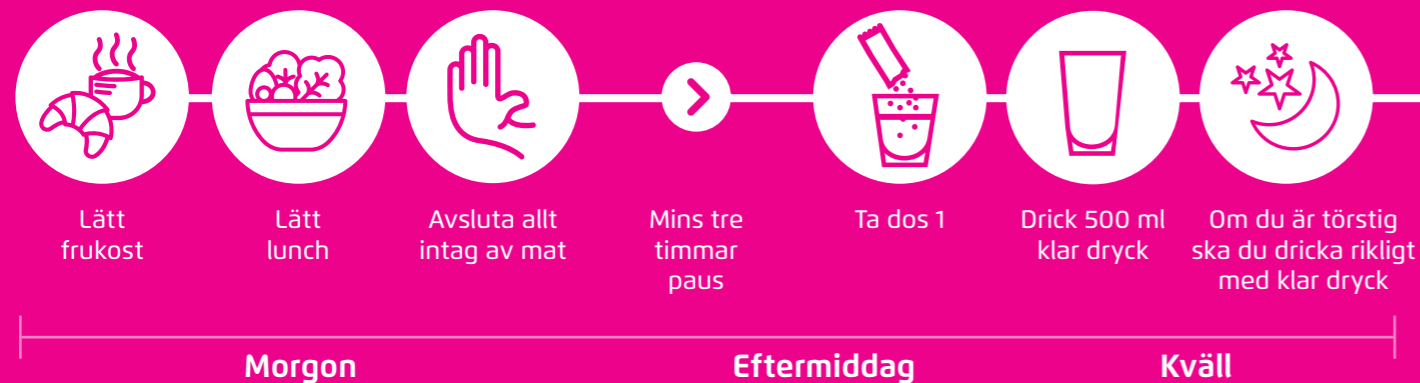 Lätt
frukost
Lätt
lunch
Avsluta allt
intag av mat
Mins tre
timmar
paus
Ta dos 1
Drick 500 ml
klar dryck
Om du är törstig
ska du dricka rikligt
med klar dryck
Morgon
Eftermiddag
Kväll